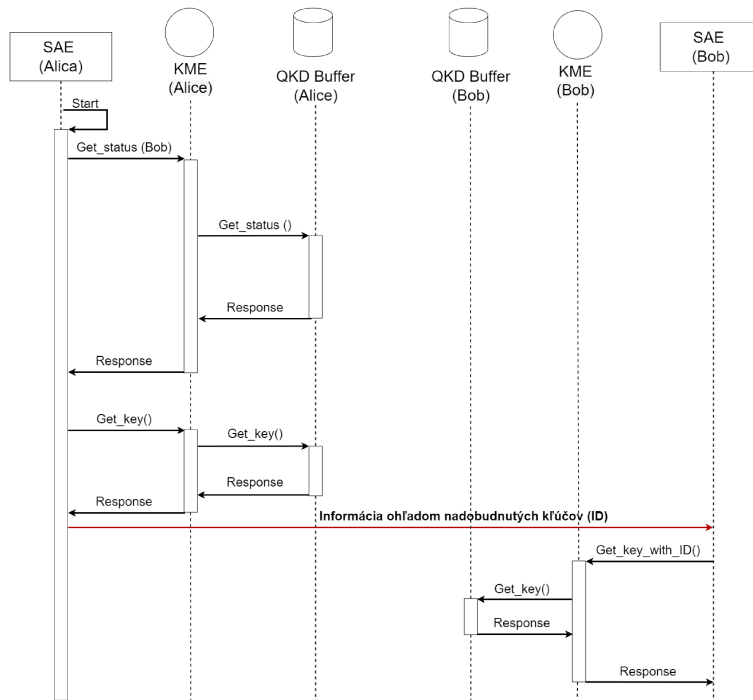 SAE
(Alica)
KME
(Alice)
QKD Buffer
(Alice)
QKD Buffer
(Bob)
KME
(Bob)
SAE
(Bob)
Start
Get_status (Bob)
Get_status ()
Response
Response
Get_key()
Get_key()
Response
Response
Informácia ohľadom nadobudnutých kľúčov (ID)
Get_key_with_ID()
Get_key()
Response
Response